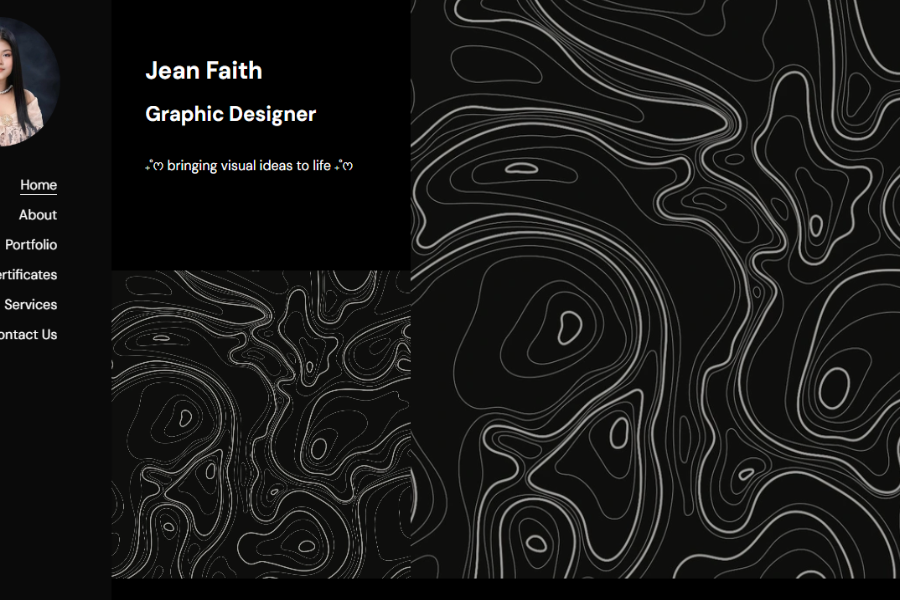 Jean Faith
Graphic Designer
₊˚ෆ bringing visual ideas to life ₊˚ෆ
Home
About
Portfolio
ertificates
Services
ontact Us